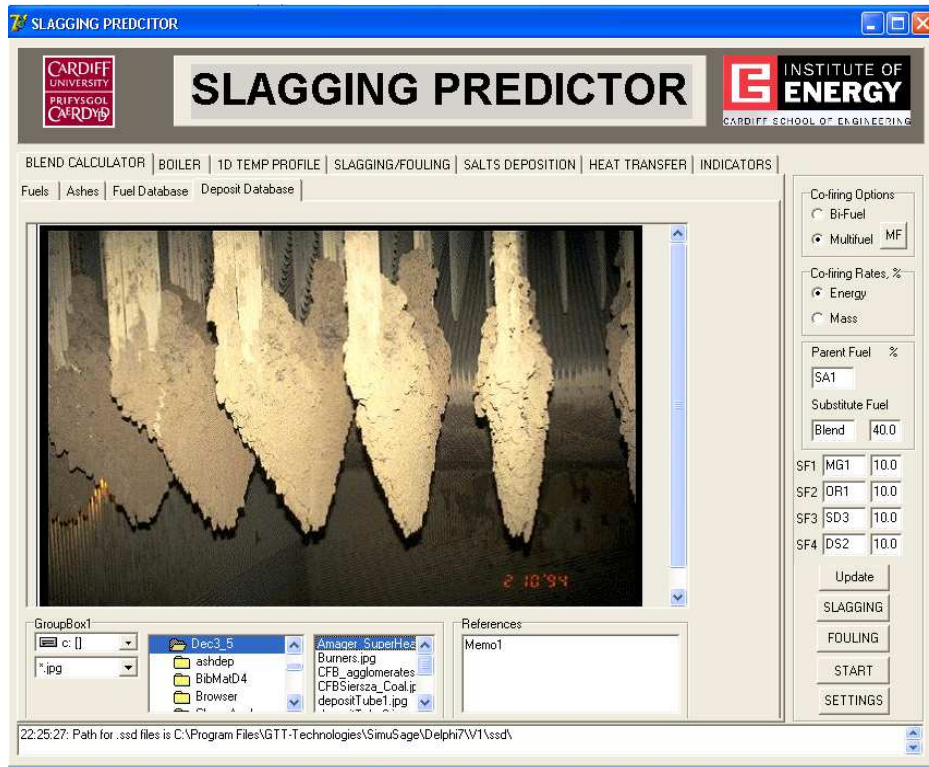 SLAGGING PREDCITOR
CARDIFF
UNIVERSITY
PRIFYSGOL
CAERDYD
SLAGGING PREDICTOR
INSTITUTE OF
ENERGY
CARDIFF SCHOOL OF ENGINEERING
BLEND CALCULATOR BOILER 1D TEMP PROFILE SLAGGING/FOULING SALTS DEPOSITION HEAT TRANSFER INDICATORS
Fuels Ashes Fuel Database Deposit Database
2 10'94
GroupBox1
c: []
*.jpg
Dec3_5
ashdep
BibMatD4
Browser
Amager_SuperHea
Burners.jpg
CFB_agglomerates
CFBSiersza_Coal.jp
depositTube1.jpg
References
Memo1
Co-firing Options
Bi-Fuel
Multifuel MF
Co-firing Rates, %
Energy
Mass
Parent Fuel %
SA1
Substitute Fuel
Blend 40.0
SF1 MG1 10.0
SF2 OR1 10.0
SF3 SD3 10.0
SF4 DS2 10.0
Update
SLAGGING
FOULING
START
SETTINGS
22:25:27: Path for .ssd files is C:\Program Files\GTT-Technologies\SimuSage\Delphi7\V1\ssd\